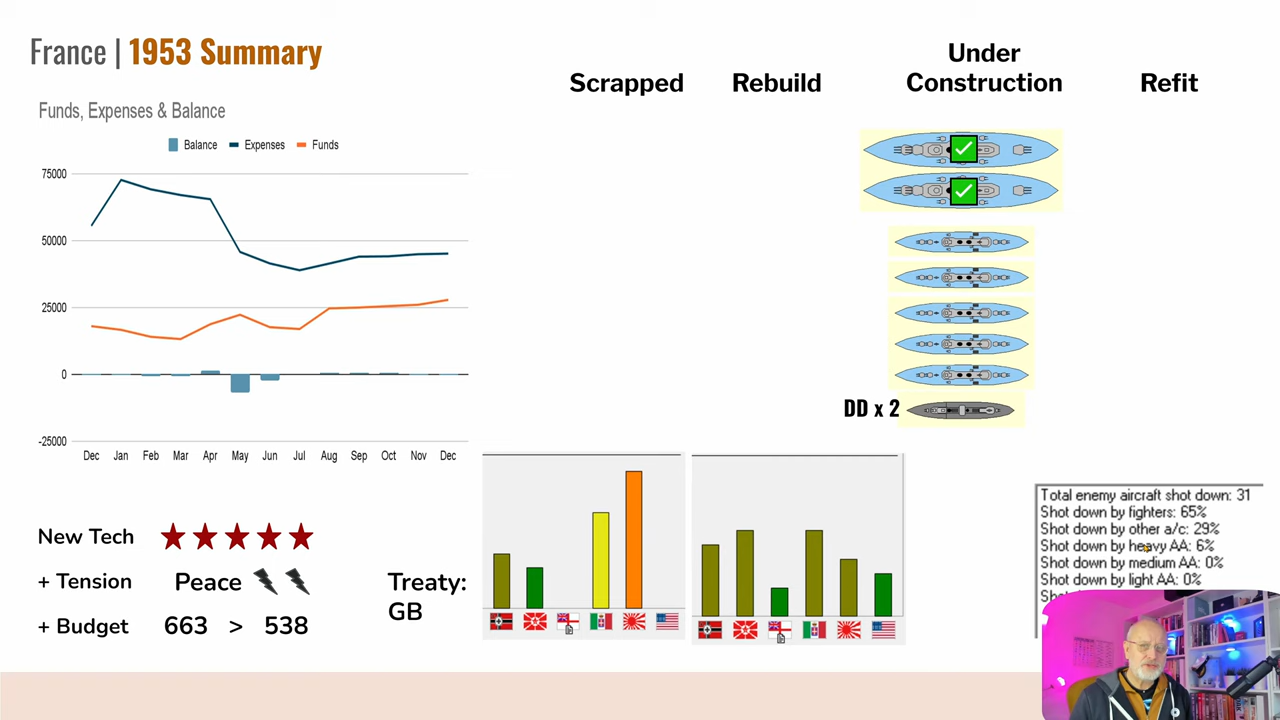 France | 1953 Summary
Scrapped
Rebuild
Under
Construction
Refit
Funds, Expenses & Balance
Balance
Expenses
Funds
75000
50000
25000
0
-25000
Dec Jan Feb Mar Apr May Jun Jul Aug Sep Oct Nov Dec
DD x 2
New Tech
+ Tension
Peace
+ Budget
663 > 538
Treaty:
GB
Total enemy aircraft shot down: 31
Shot down by fighters: 65%
Shot down by other a/c: 29%
Shot down by heavy AA: 6%
Shot down by medium AA: 0%
Shot down by light AA: 0%